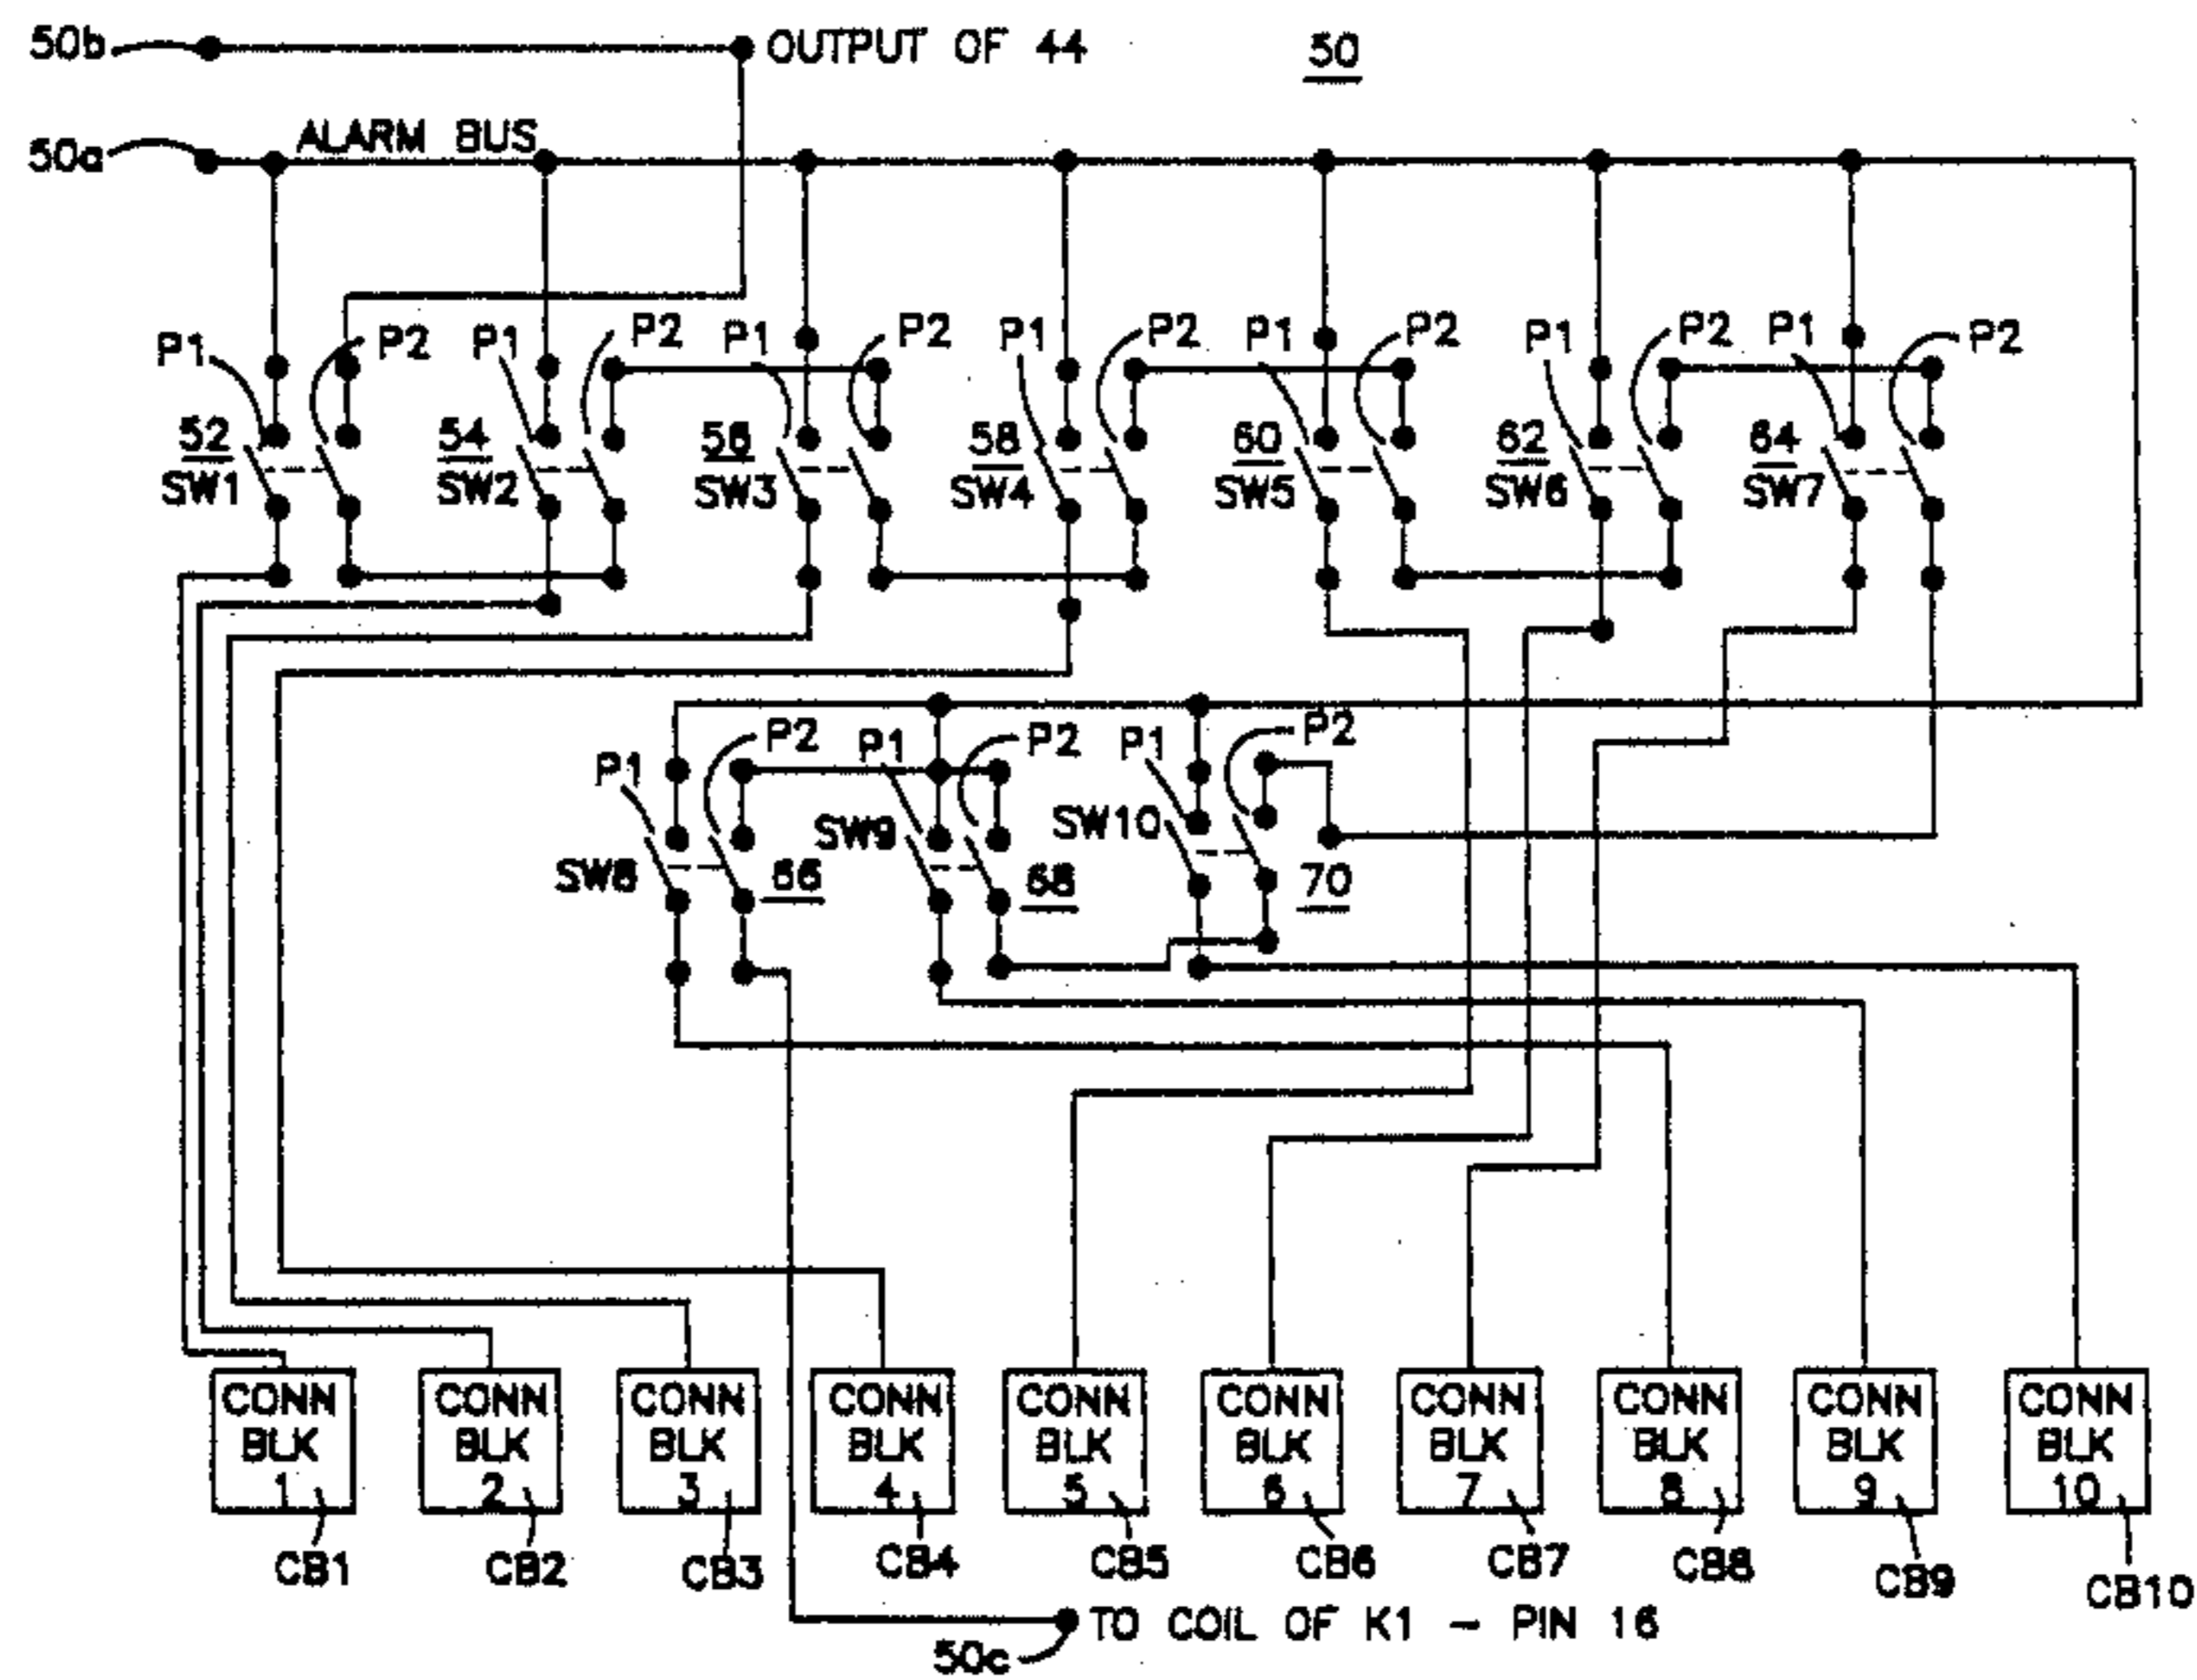 50b
OUTPUT OF 44
50
50a
ALARM BUS
P1
P2
P1
P2
P1
P2
P1
P2
P1
P2
P1
P2
P1
P2
52
SW1
54
SW2
56
SW3
58
SW4
60
SW5
62
SW6
64
SW7
P1
P2
P1
P2
P1
P2
SW8
66
SW9
68
SW10
70
CONN
BLK
1
CONN
BLK
2
CONN
BLK
3
CONN
BLK
4
CONN
BLK
5
CONN
BLK
6
CONN
BLK
7
CONN
BLK
8
CONN
BLK
9
CONN
BLK
10
CB1
CB2
CB3
CB4
CB5
CB6
CB7
CB8
CB9
CB10
TO COIL OF K1 - PIN 16
50c